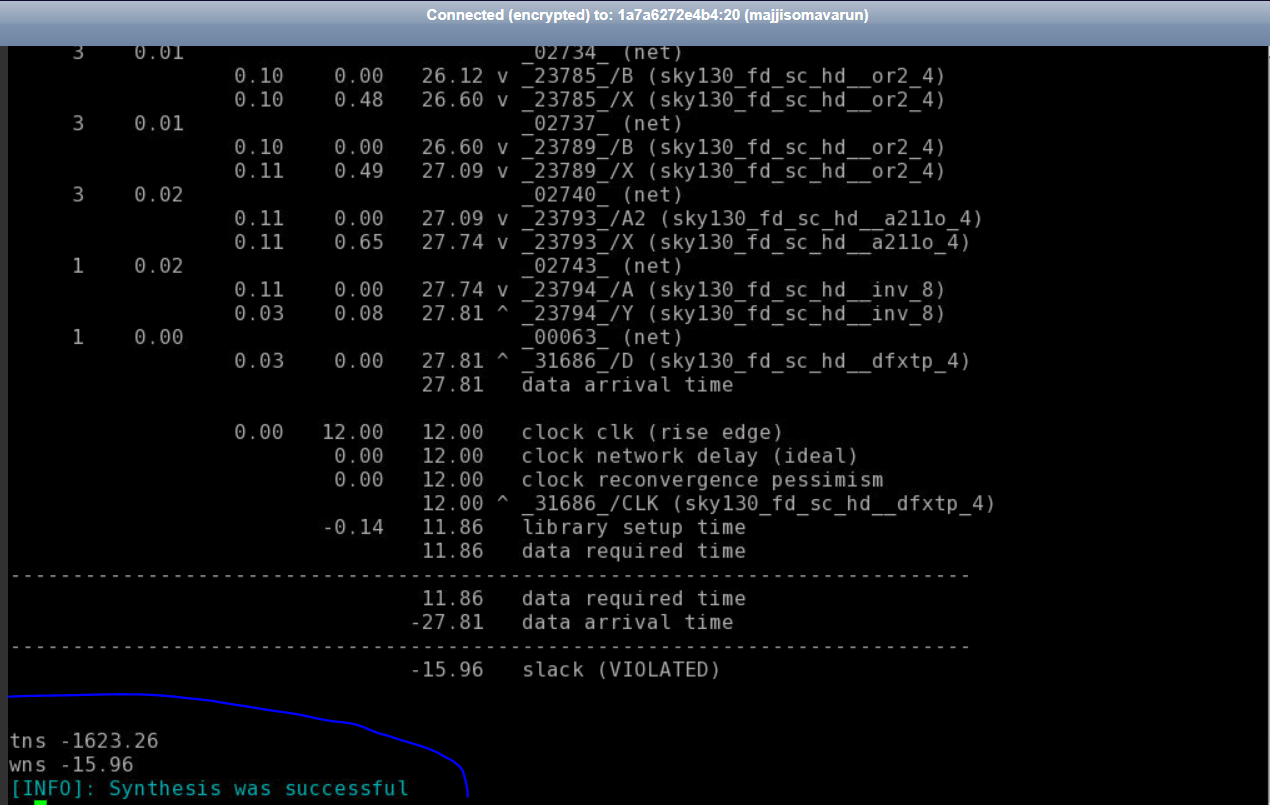 Connected (encrypted) to: 1a7a6272e4b4:20 (majjisomavarun)
3 0.01 _02734_ (net)
0.10 0.00 26.12 v _23785_/B (sky130_fd_sc_hd__or2_4)
0.10 0.48 26.60 v _23785_/X (sky130_fd_sc_hd__or2_4)
3 0.01 _02737_ (net)
0.10 0.00 26.60 v _23789_/B (sky130_fd_sc_hd__or2_4)
0.11 0.49 27.09 v _23789_/X (sky130_fd_sc_hd__or2_4)
3 0.02 _02740_ (net)
0.11 0.00 27.09 v _23793_/A2 (sky130_fd_sc_hd__a211o_4)
0.11 0.65 27.74 v _23793_/X (sky130_fd_sc_hd__a211o_4)
1 0.02 _02743_ (net)
0.11 0.00 27.74 v _23794_/A (sky130_fd_sc_hd__inv_8)
0.03 0.08 27.81 ^ _23794_/Y (sky130_fd_sc_hd__inv_8)
1 0.00 _00063_ (net)
0.03 0.00 27.81 ^ _31686_/D (sky130_fd_sc_hd__dfxtp_4)
27.81 data arrival time
0.00 12.00 12.00 clock clk (rise edge)
0.00 12.00 clock network delay (ideal)
0.00 12.00 clock reconvergence pessimism
12.00 ^ _31686_/CLK (sky130_fd_sc_hd__dfxtp_4)
-0.14 11.86 library setup time
11.86 data required time
-----------------------------------------------------------------------------
11.86 data required time
-27.81 data arrival time
-----------------------------------------------------------------------------
-15.96 slack (VIOLATED)
tns -1623.26
wns -15.96
[INFO]: Synthesis was successful